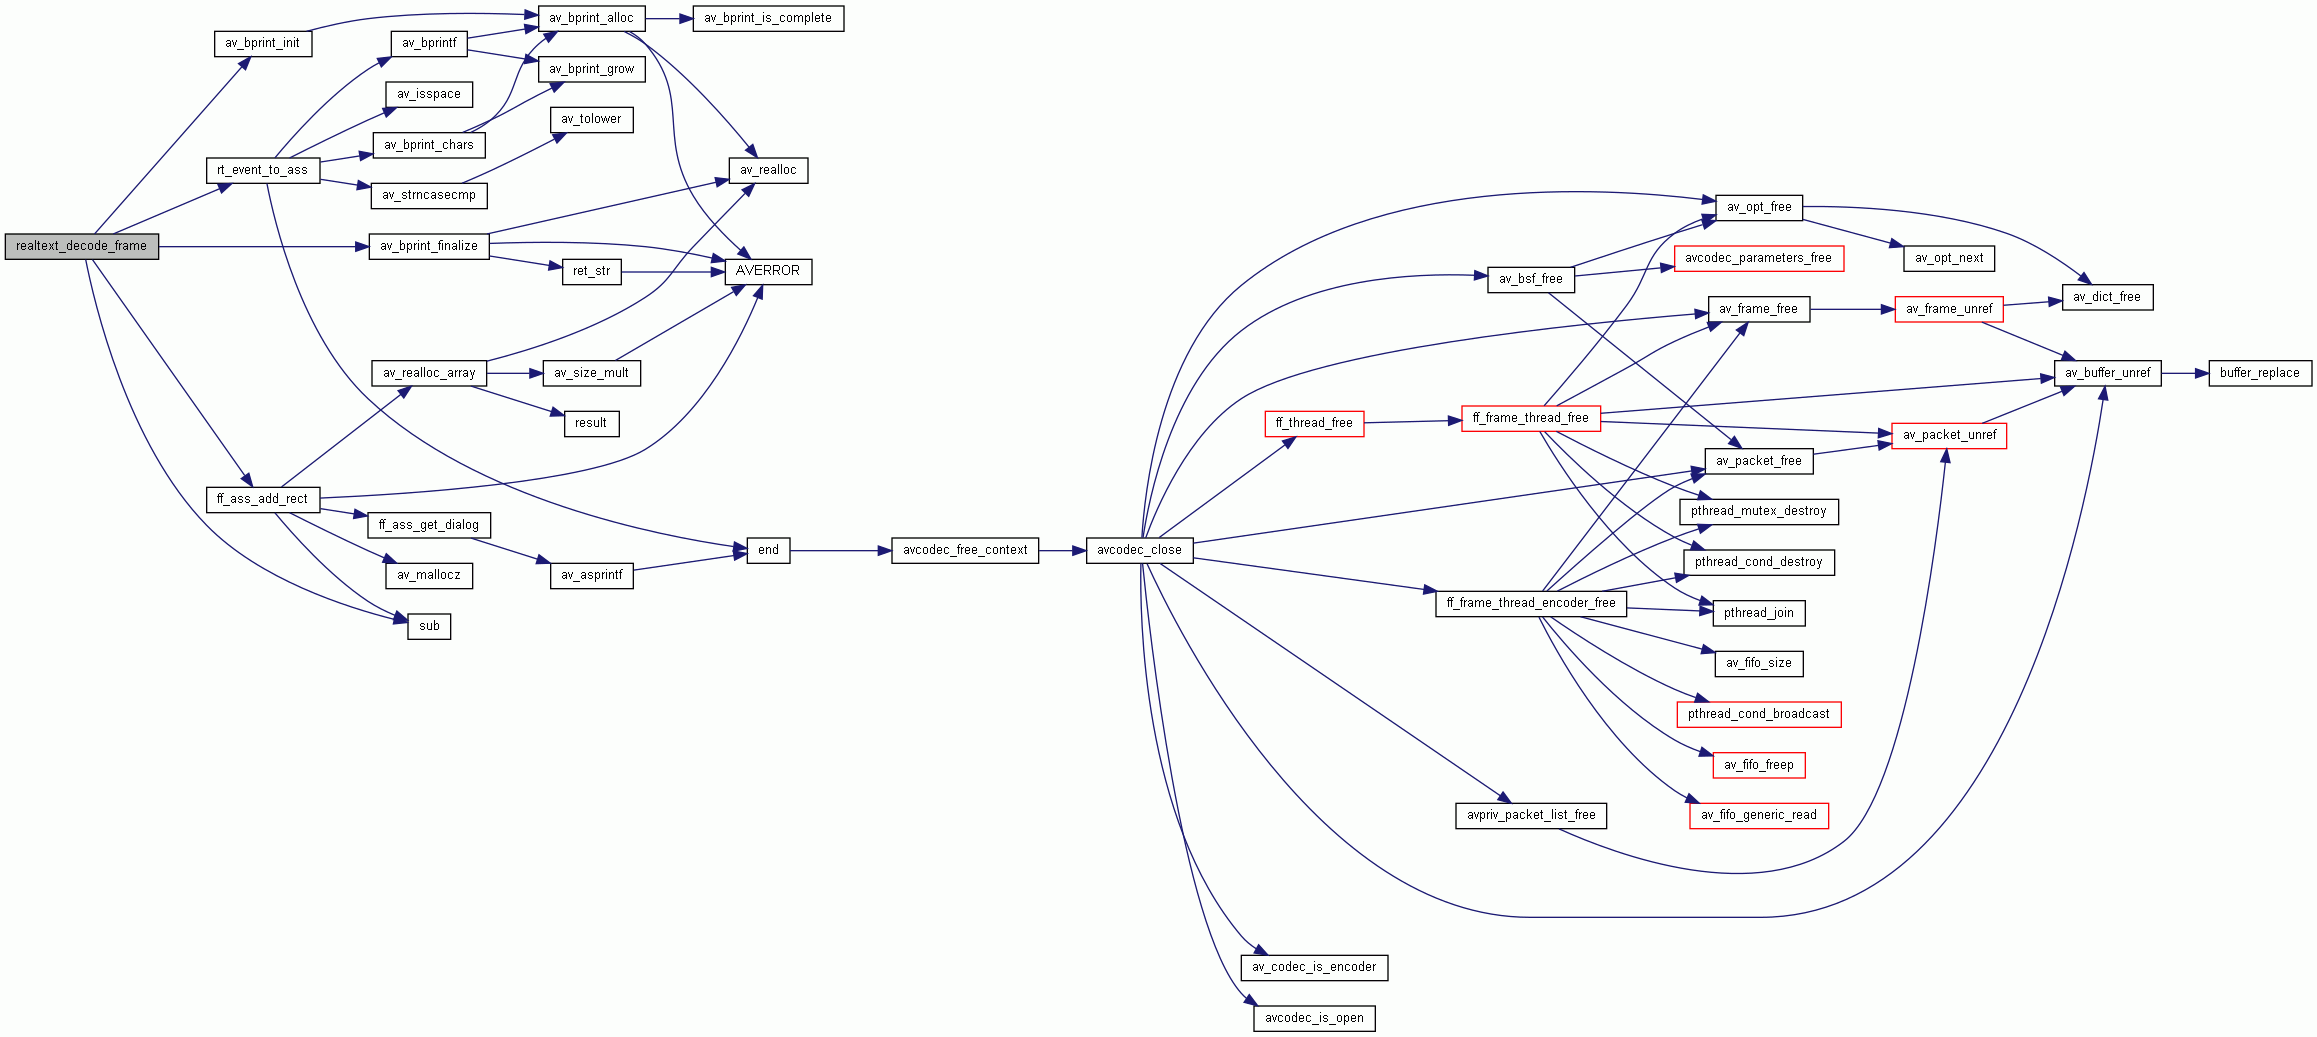 realtext_decode_frame
av_bprint_init
rt_event_to_ass
ff_ass_add_rect
av_bprintf
av_isspace
av_bprint_chars
av_strncasecmp
av_bprint_finalize
av_realloc_array
ff_ass_get_dialog
av_mallocz
sub
av_bprint_alloc
av_bprint_grow
av_tolower
ret_str
av_size_mult
result
av_asprintf
av_bprint_is_complete
av_realloc
AVERROR
end
avcodec_free_context
avcodec_close
ff_thread_free
av_codec_is_encoder
avcodec_is_open
av_bsf_free
ff_frame_thread_free
ff_frame_thread_encoder_free
avpriv_packet_list_free
av_opt_free
avcodec_parameters_free
av_frame_free
av_packet_free
pthread_mutex_destroy
pthread_cond_destroy
pthread_join
av_fifo_size
pthread_cond_broadcast
av_fifo_freep
av_fifo_generic_read
av_opt_next
av_frame_unref
av_packet_unref
av_dict_free
av_buffer_unref
buffer_replace